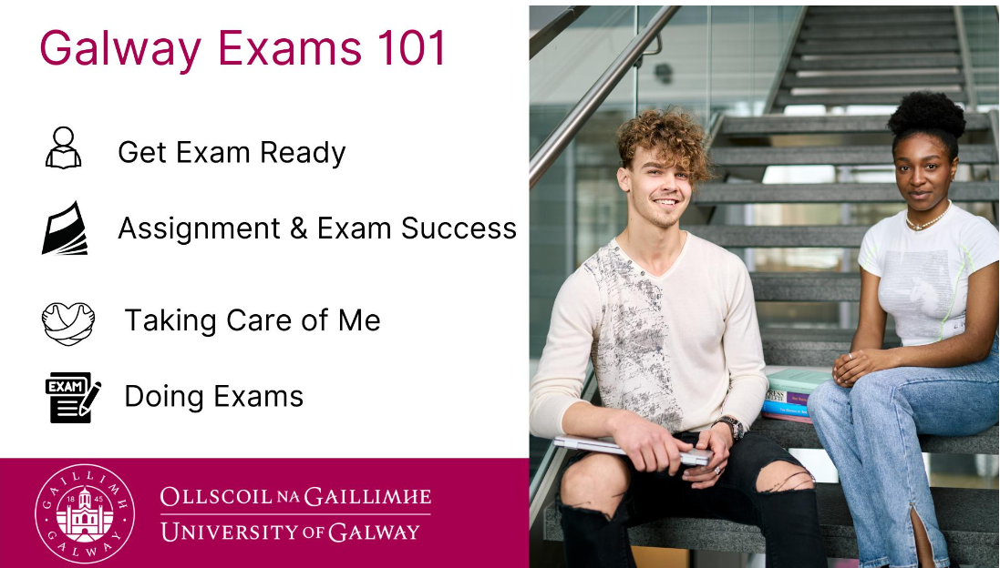 Galway Exams 101
Get Exam Ready
Assignment & Exam Success
Taking Care of Me
EXAM
Doing Exams
GAILLIMH
18 45
GALWAY
OLLSCOIL NA GAILLIMHE
UNIVERSITY OF GALWAY